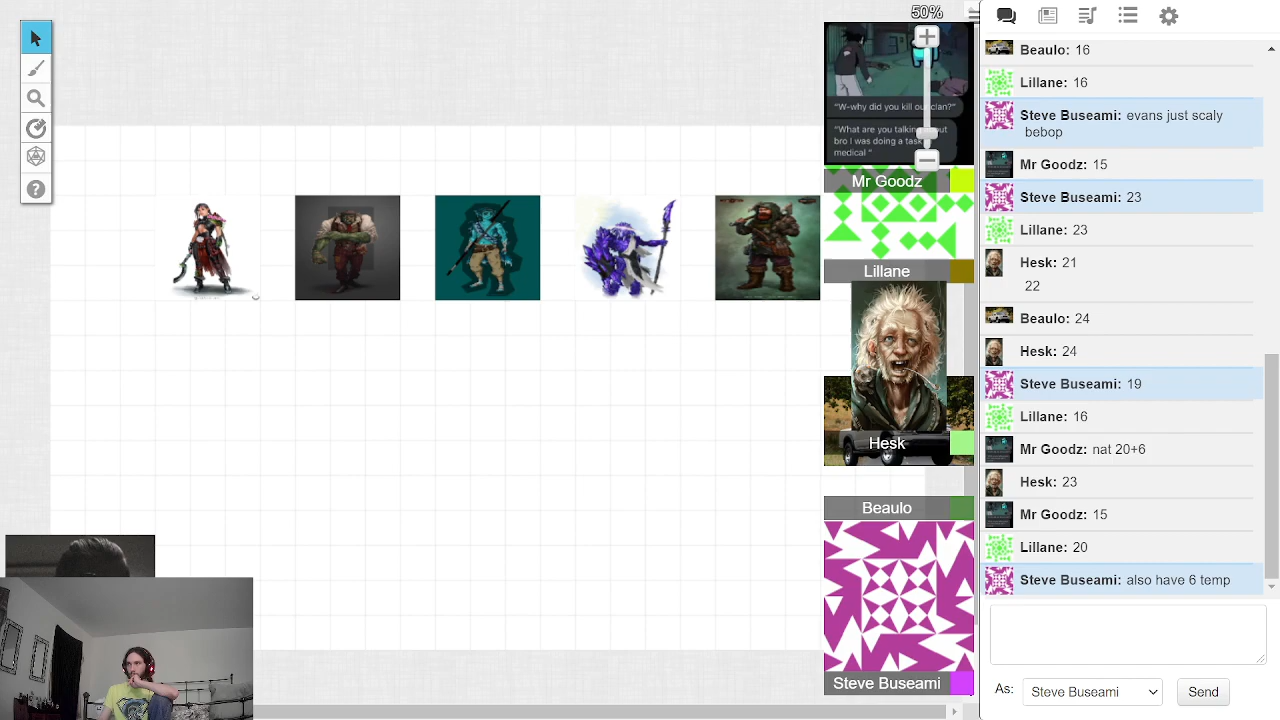 50%
"W-why did you kill our clan?"
"What are you talking about
bro I was doing a task
medical "
Mr Goodz
Lillane
Hesk
Beaulo
Steve Buseami
Beaulo: 16
Lillane: 16
Steve Buseami: evans just scaly
bebop
Mr Goodz: 15
Steve Buseami: 23
Lillane: 23
Hesk: 21
22
Beaulo: 24
Hesk: 24
Steve Buseami: 19
Lillane: 16
Mr Goodz: nat 20+6
Hesk: 23
Mr Goodz: 15
Lillane: 20
Steve Buseami: also have 6 temp
As:
Steve Buseami
Send